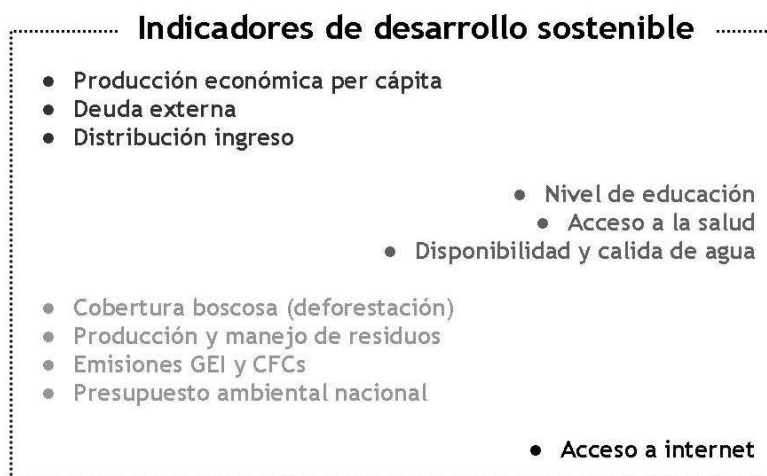 Indicadores de desarrollo sostenible
● Producción económica per cápita
● Deuda externa
● Distribución ingreso
● Nivel de educación
● Acceso a la salud
● Disponibilidad y calida de agua
● Cobertura boscosa (deforestación)
● Producción y manejo de residuos
● Emisiones GEI y CFCs
● Presupuesto ambiental nacional
● Acceso a internet